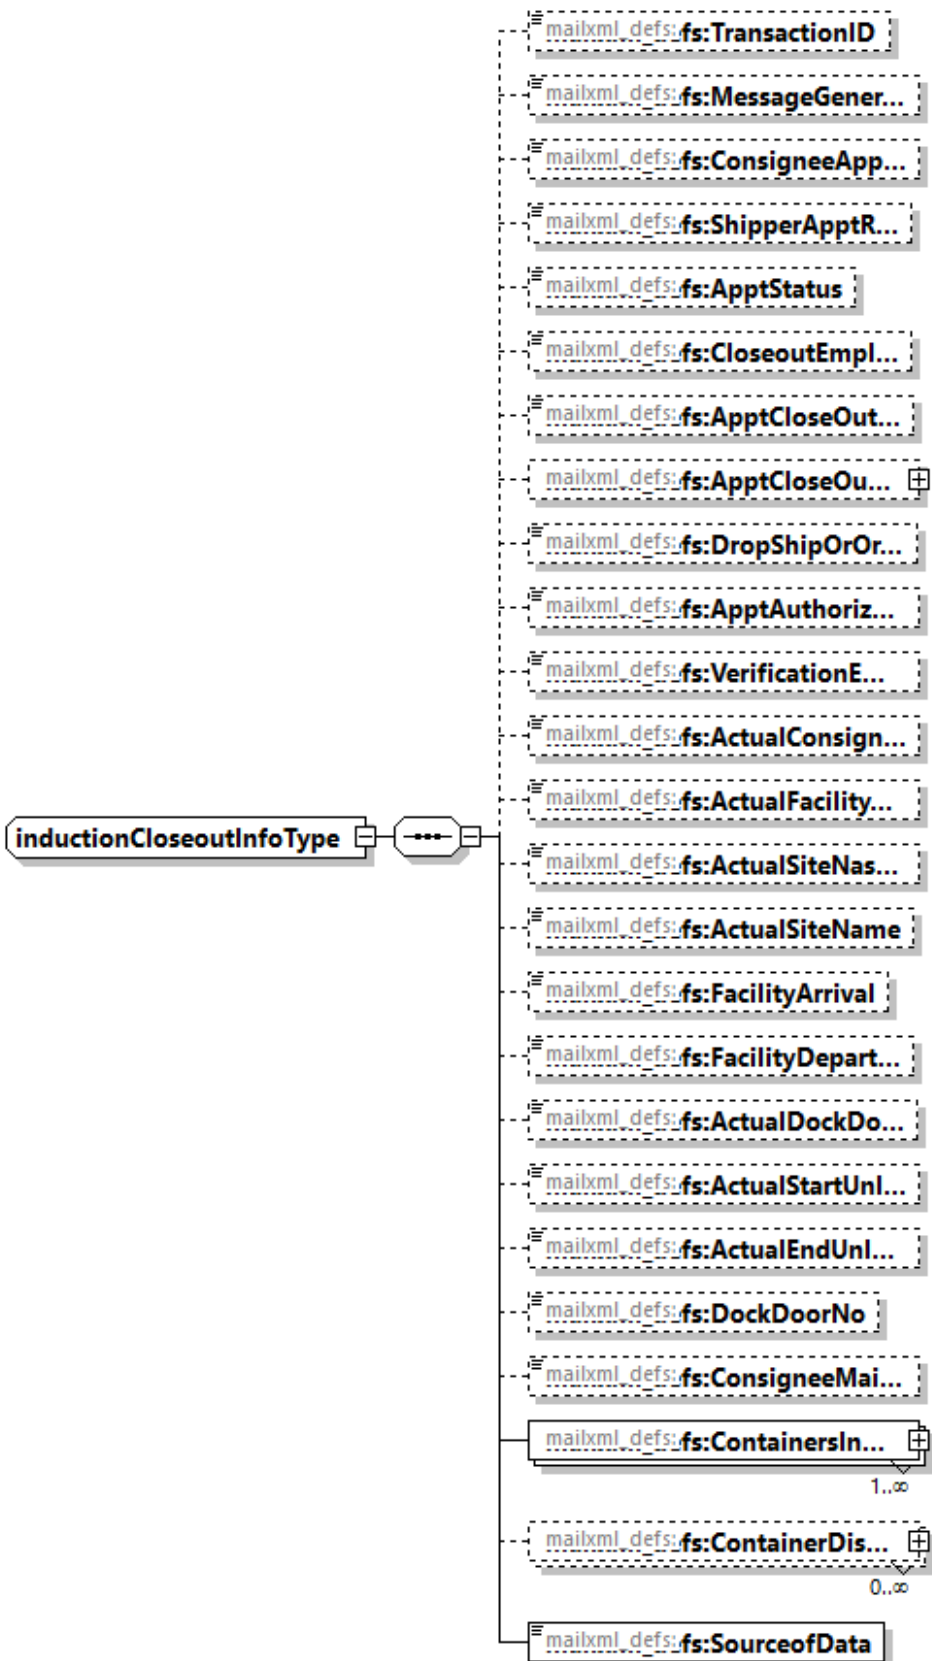 mailxml_defs:fs:TransactionID
mailxml_defs:fs:MessageGener...
mailxml_defs:fs:ConsigneeApp...
mailxml_defs:fs:ShipperApptR...
mailxml_defs:fs:ApptStatus
mailxml_defs:fs:CloseoutEmpl...
mailxml_defs:fs:ApptCloseOut...
mailxml_defs:fs:ApptCloseOu...
mailxml_defs:fs:DropShipOrOr...
mailxml_defs:fs:ApptAuthoriz...
mailxml_defs:fs:VerificationE...
mailxml_defs:fs:ActualConsign...
mailxml_defs:fs:ActualFacility...
inductionCloseoutInfoType
mailxml_defs:fs:ActualSiteNas...
mailxml_defs:fs:ActualSiteName
mailxml_defs:fs:FacilityArrival
mailxml_defs:fs:FacilityDepart...
mailxml_defs:fs:ActualDockDo...
mailxml_defs:fs:ActualStartUnl...
mailxml_defs:fs:ActualEndUnl...
mailxml_defs:fs:DockDoorNo
mailxml_defs:fs:ConsigneeMai...
mailxml_defs:fs:ContainersIn...
1..∞
mailxml_defs:fs:ContainerDis...
0..∞
mailxml_defs:fs:SourceofData